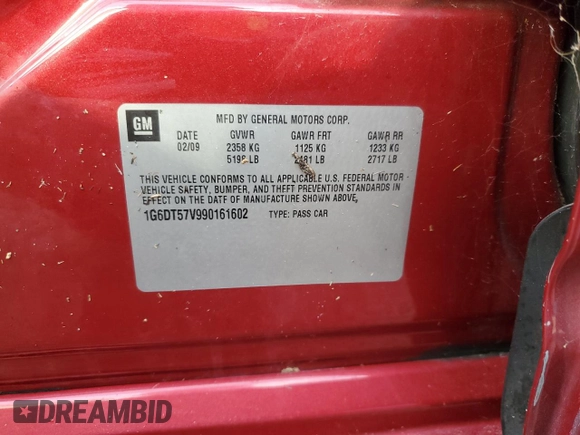 GM
MFD BY GENERAL MOTORS CORP.
DATE GVWR GAWR FRT GAWR RR
02/09 2358 KG 1125 KG 1233 KG
LB LB 2717 LB
THIS VEHICLE CONFORMS TO ALL APPLICABLE U.S. FEDERAL MOTOR
VEHICLE SAFETY, BUMPER, AND THEFT PREVENTION STANDARDS IN
EFFECT ON THE DATE OF MANUFACTURE SHOWN ABOVE.
1G6DT57V990161602 TYPE: PASS CAR
DREAMBID